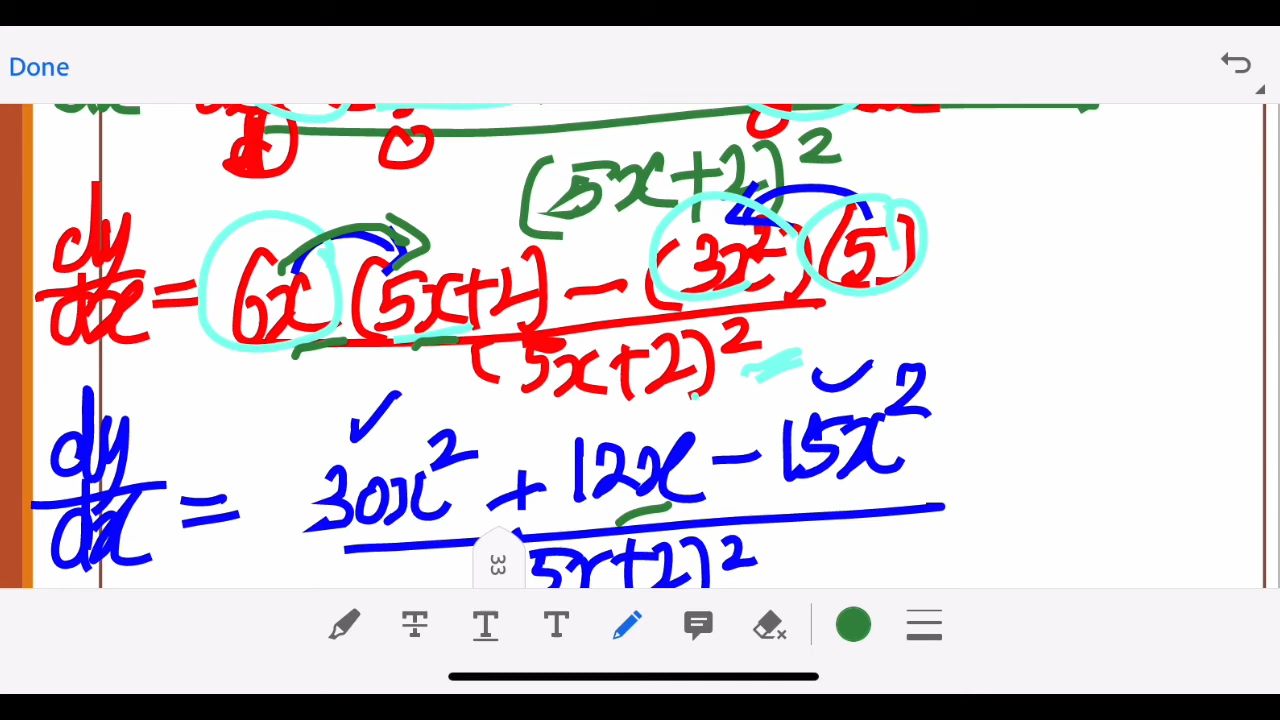 Done
(5x+2)²
dy/dx = (6x)(5x+2) - (3x²)(5) / (5x+2)²
dy/dx = 30x² + 12x - 15x² / (5x+2)²
33